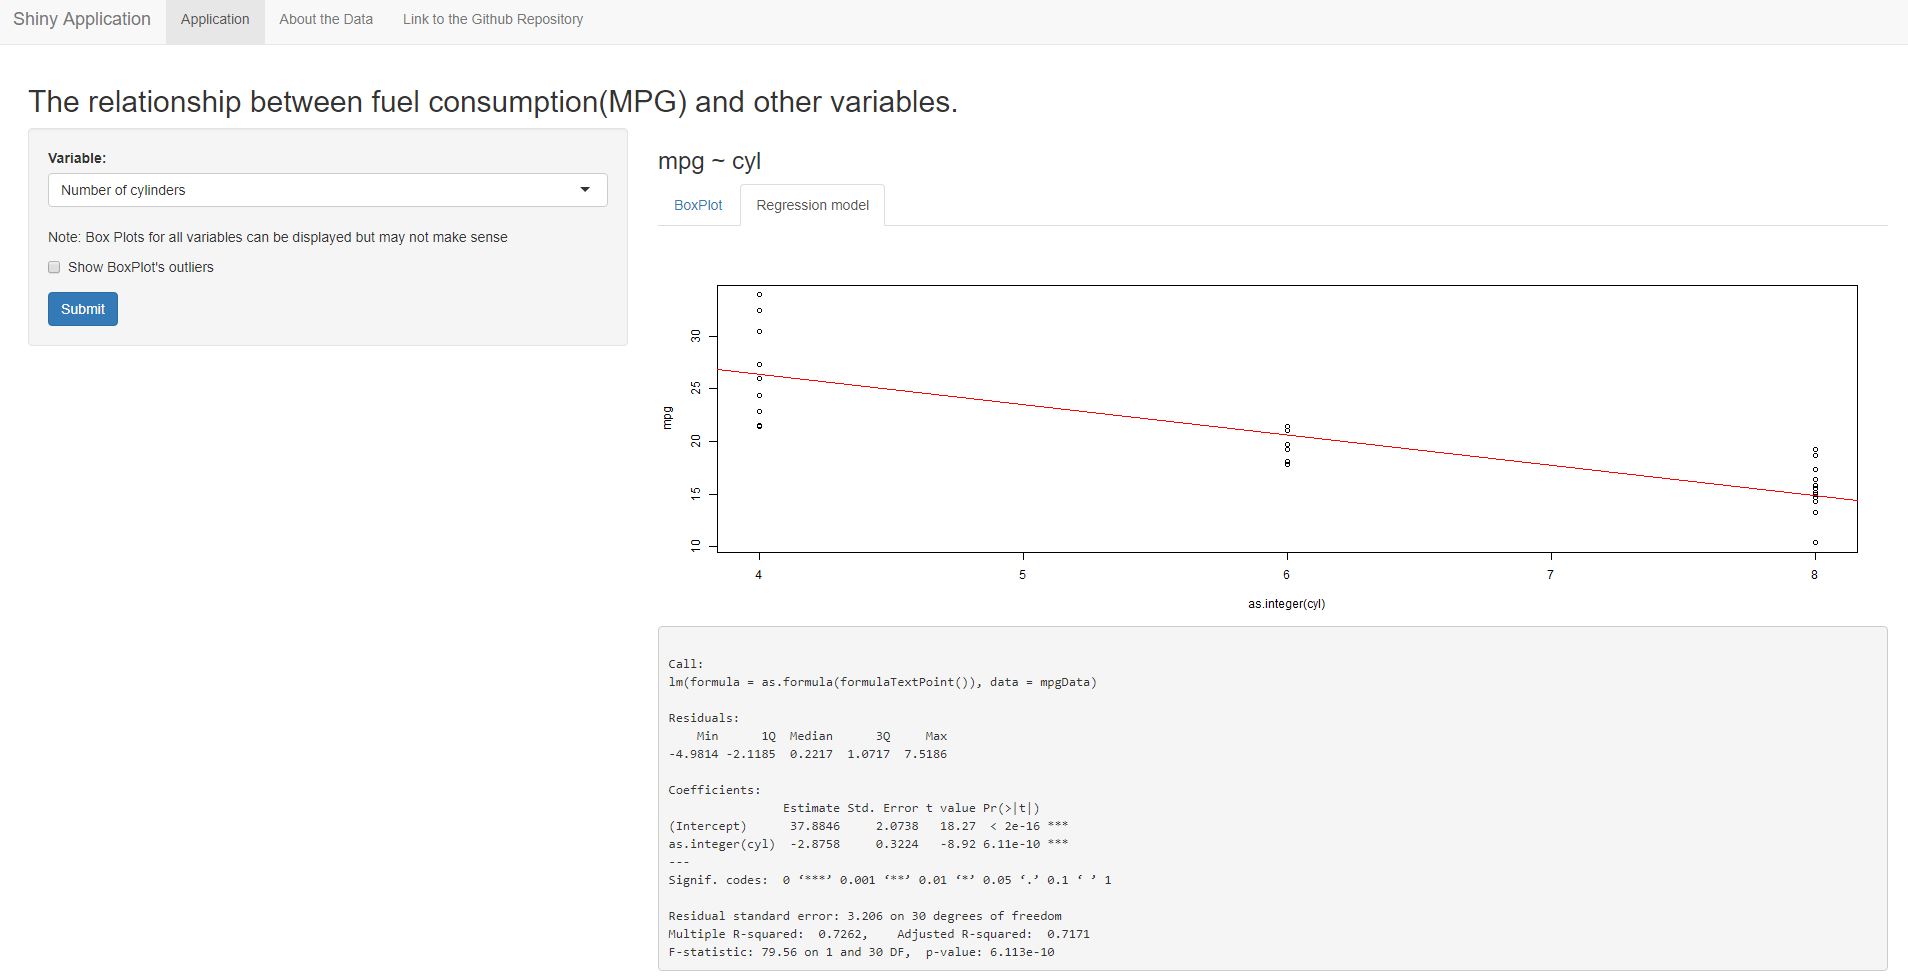 Shiny Application Application About the Data Link to the Github Repository
The relationship between fuel consumption(MPG) and other variables.
Variable:
Number of cylinders
Note: Box Plots for all variables can be displayed but may not make sense
Show BoxPlot's outliers
Submit
mpg ~ cyl
BoxPlot Regression model
30
25
20
15
10
mpg
4 5 6 7 8
as.integer(cyl)
Call:
lm(formula = as.formula(formulaTextPoint()), data = mpgData)
Residuals:
Min 1Q Median 3Q Max
-4.9814 -2.1185 0.2217 1.0717 7.5186
Coefficients:
Estimate Std. Error t value Pr(>|t|)
(Intercept) 37.8846 2.0738 18.27 < 2e-16 ***
as.integer(cyl) -2.8758 0.3224 -8.92 6.11e-10 ***
---
Signif. codes: 0 ‘***’ 0.001 ‘**’ 0.01 ‘*’ 0.05 ‘.’ 0.1 ‘ ’ 1
Residual standard error: 3.206 on 30 degrees of freedom
Multiple R-squared: 0.7262, Adjusted R-squared: 0.7171
F-statistic: 79.56 on 1 and 30 DF, p-value: 6.113e-10